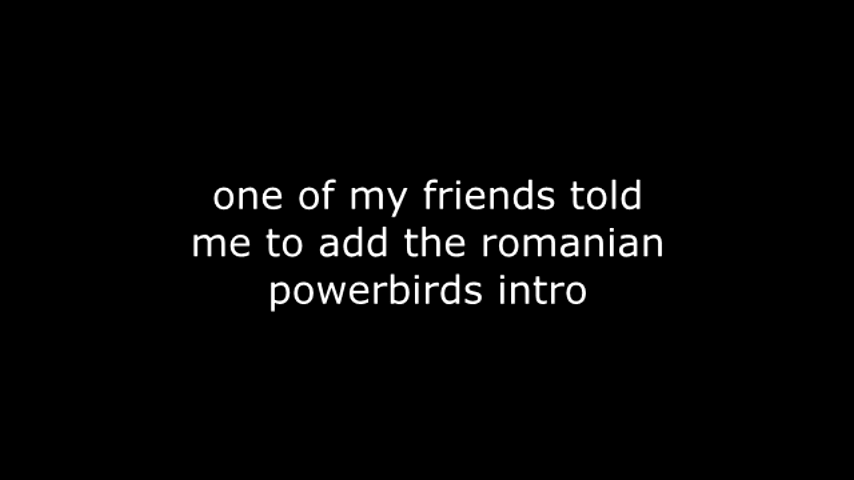 one of my friends told
me to add the romanian
powerbirds intro